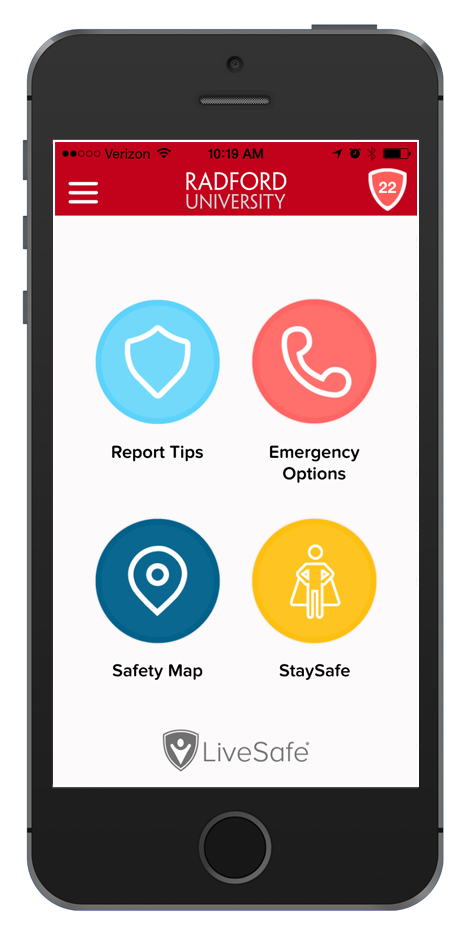 Verizon 10:19 AM
RADFORD
UNIVERSITY
22
Report Tips
Emergency
Options
Safety Map
StaySafe
LiveSafe®